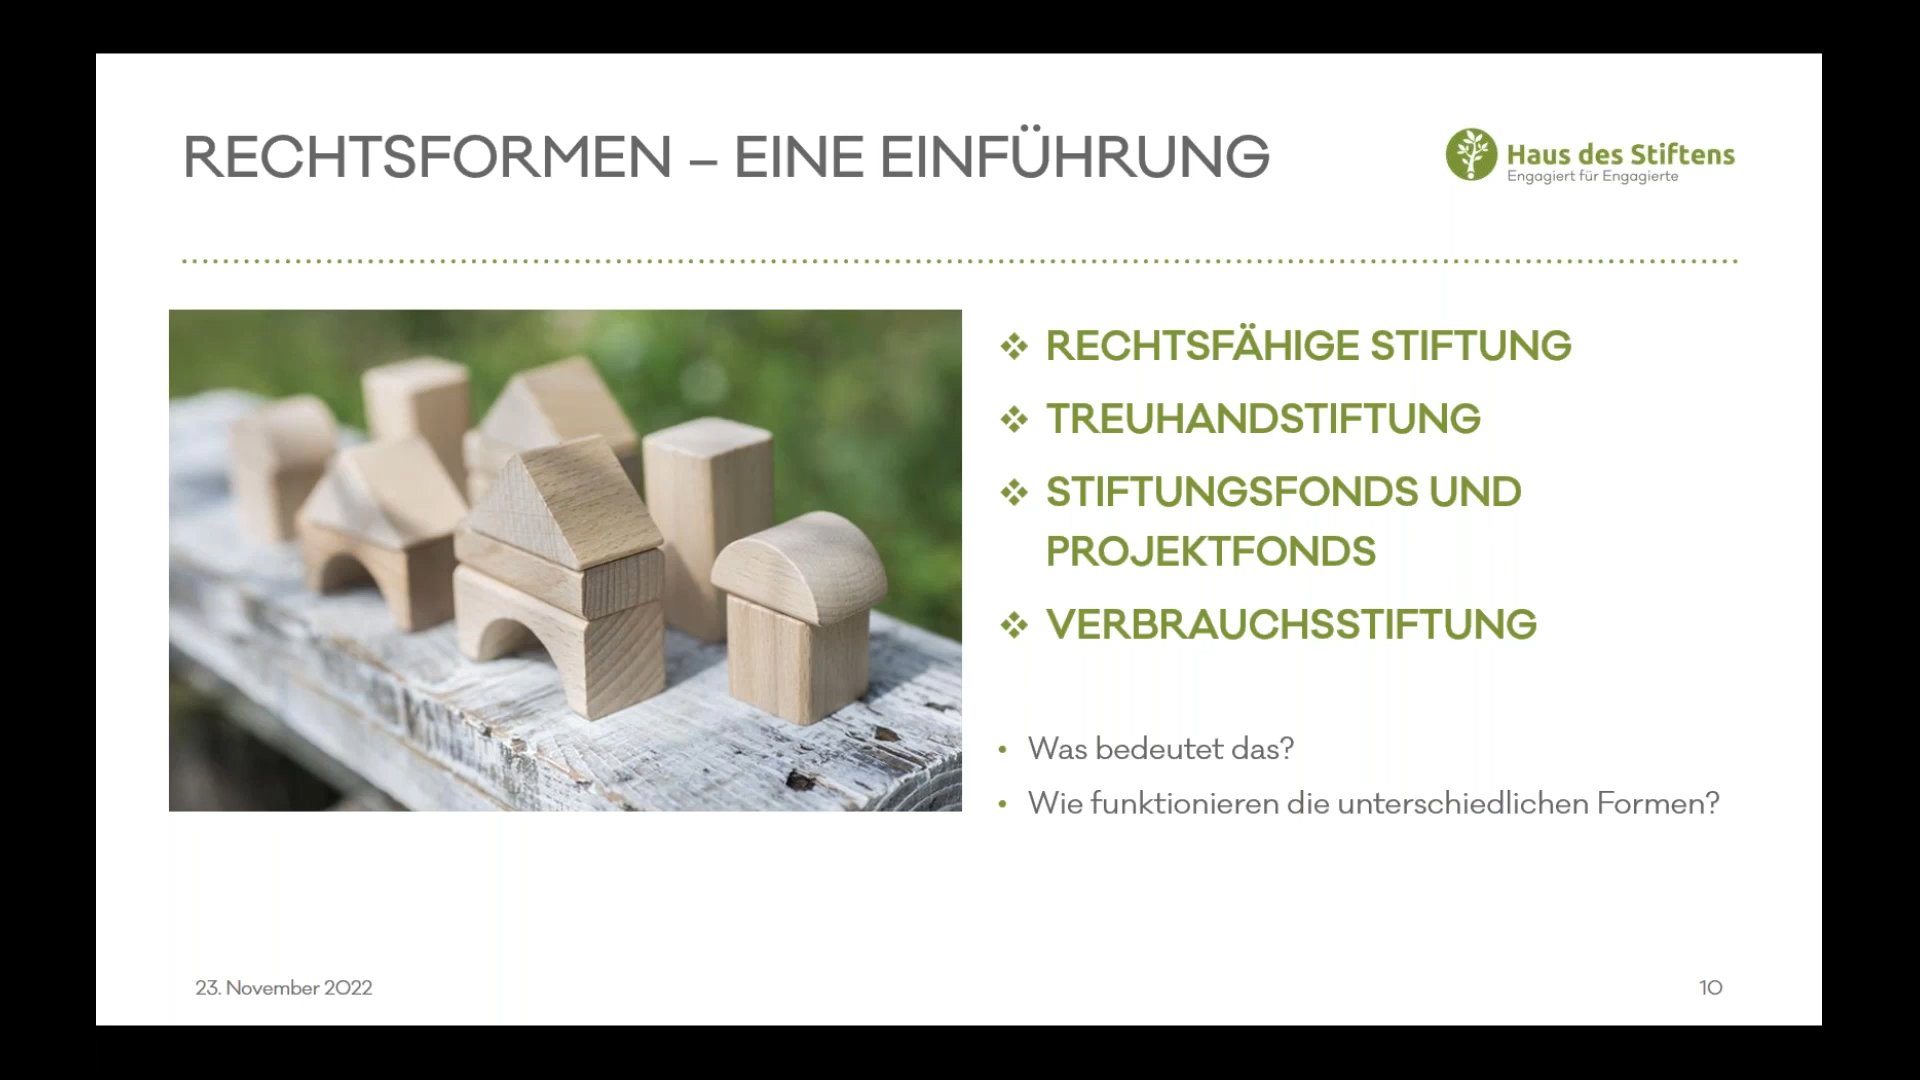 RECHTSFORMEN – EINE EINFÜHRUNG
Haus des Stiftens
Engagiert für Engagierte
❖ RECHTSFÄHIGE STIFTUNG
❖ TREUHANDSTIFTUNG
❖ STIFTUNGSFONDS UND
PROJEKTFONDS
❖ VERBRAUCHSSTIFTUNG
• Was bedeutet das?
• Wie funktionieren die unterschiedlichen Formen?
23. November 2022
10